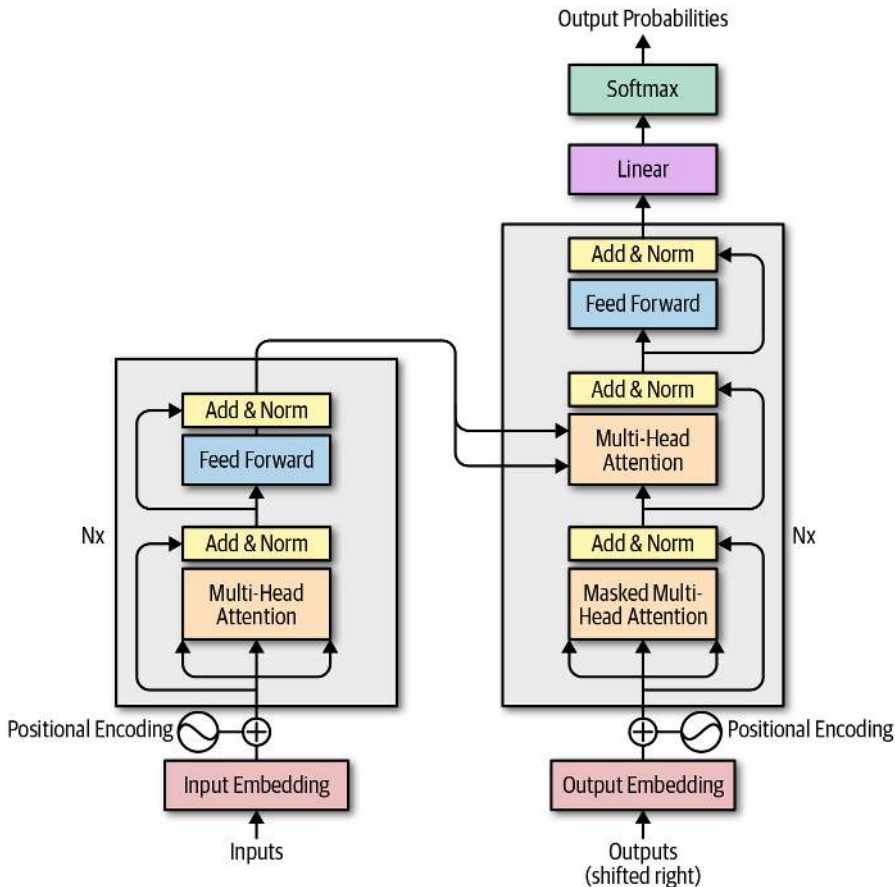 Output Probabilities
Softmax
Linear
Add & Norm
Feed Forward
Add & Norm
Multi-Head
Attention
Add & Norm
Masked Multi-
Head Attention
Nx
Positional Encoding
Output Embedding
Outputs
(shifted right)
Add & Norm
Feed Forward
Nx
Add & Norm
Multi-Head
Attention
Positional Encoding
Input Embedding
Inputs